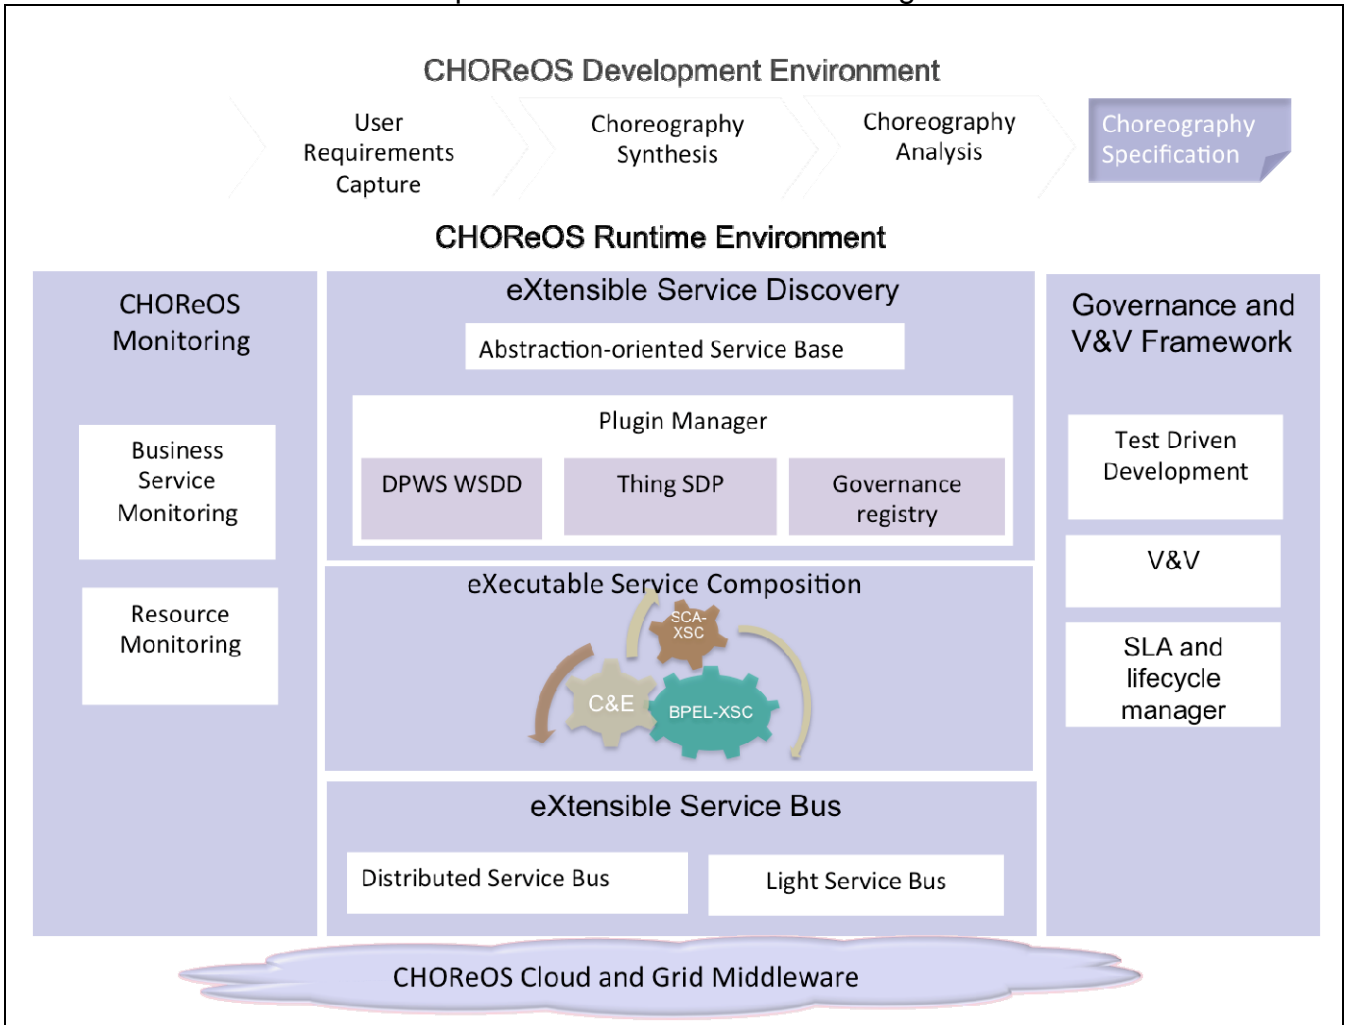 CHOReOS Development Environment
User
Requirements
Capture
Choreography
Synthesis
Choreography
Analysis
Choreography
Specification
CHOReOS Runtime Environment
CHOReOS
Monitoring
Business
Service
Monitoring
Resource
Monitoring
eXtensible Service Discovery
Abstraction-oriented Service Base
Plugin Manager
DPWS WSDD
Thing SDP
Governance
registry
eXecutable Service Composition
SCA-
XSC
C&E
BPEL-XSC
eXtensible Service Bus
Distributed Service Bus
Light Service Bus
Governance and
V&V Framework
Test Driven
Development
V&V
SLA and
lifecycle
manager
CHOReOS Cloud and Grid Middleware